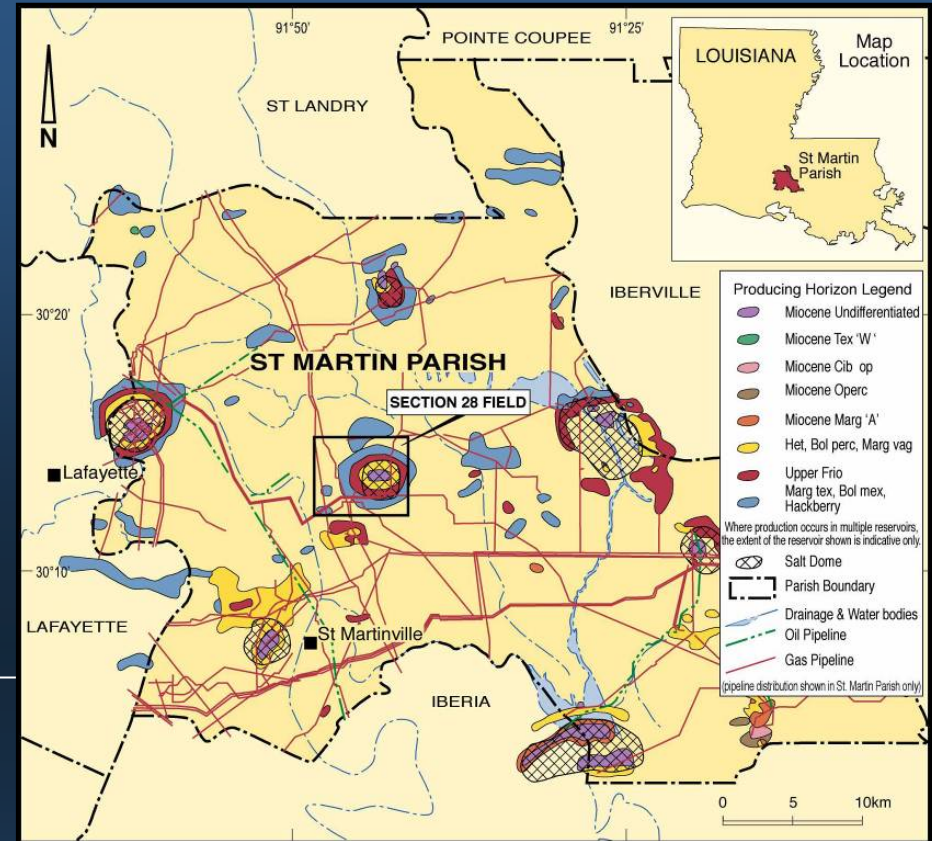 91°50'
91°25'
POINTE COUPEE
LOUISIANA
Map
Location
ST LANDRY
N
St Martin
Parish
IBERVILLE
30°20'
Producing Horizon Legend
Miocene Undifferentiated
Miocene Tex 'W '
Miocene Cib op
Miocene Operc
Miocene Marg 'A'
Het, Bol perc, Marg vag
Upper Frio
Marg tex, Bol mex,
Hackberry
Where production occurs in multiple reservoirs,
the extent of the reservoir shown is indicative only.
Salt Dome
Parish Boundary
Drainage & Water bodies
Oil Pipeline
Gas Pipeline
(pipeline distribution shown in St. Martin Parish only)
ST MARTIN PARISH
SECTION 28 FIELD
Lafayette
30°10'
LAFAYETTE
St Martinville
IBERIA
0 5 10km